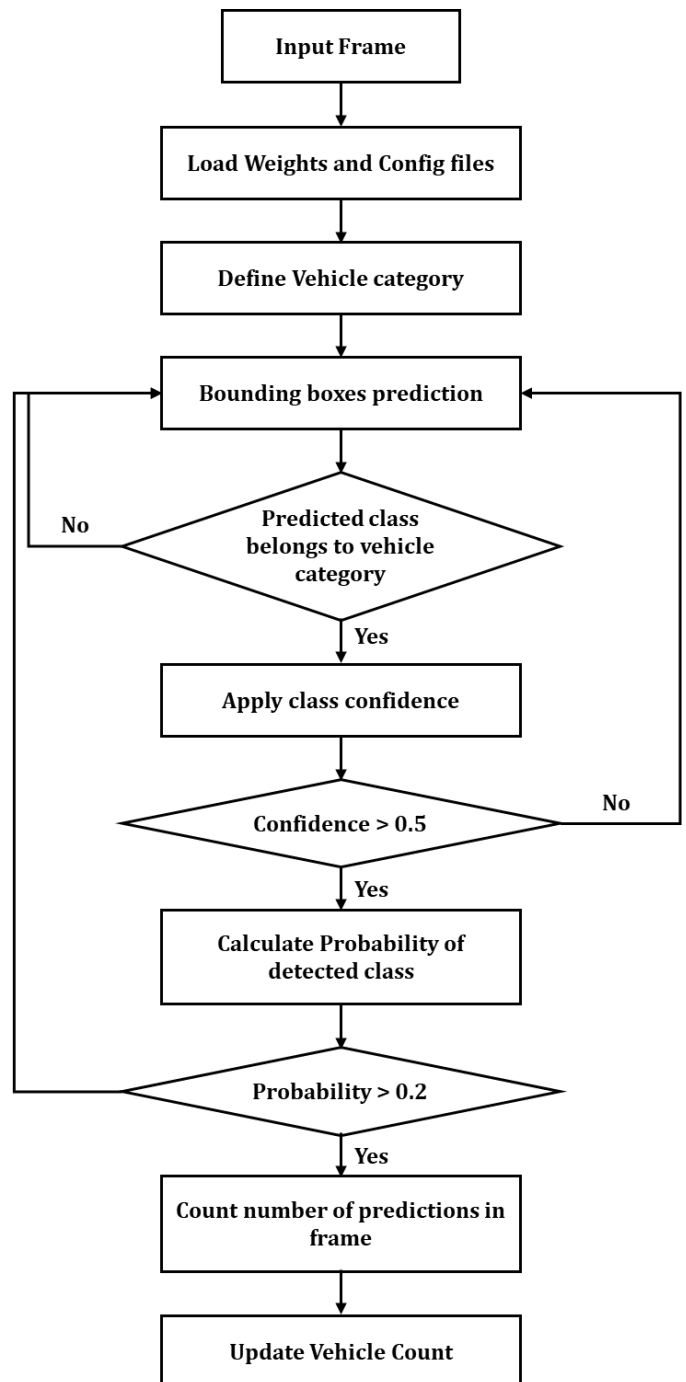 Input Frame
Load Weights and Config files
Define Vehicle category
Bounding boxes prediction
No
Predicted class
belongs to vehicle
category
Yes
Apply class confidence
Confidence > 0.5
No
Yes
Calculate Probability of
detected class
Probability > 0.2
Yes
Count number of predictions in
frame
Update Vehicle Count